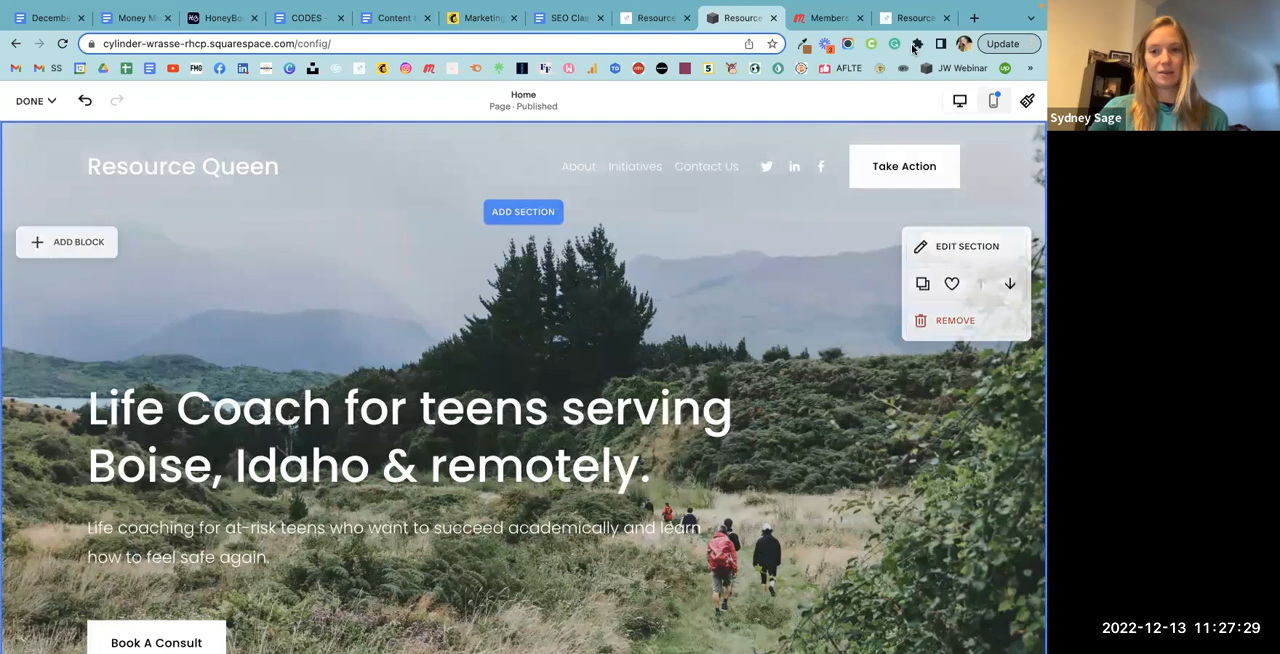 Decembe
Money M
HoneyBo
CODES -
Content
Marketing
SEO Clas
Resource
Resource
Members
Resource
cylinder-wrasse-rhcp.squarespace.com/config/
Update
SS
FMG
AFLTE
JW Webinar
DONE
Home
Page · Published
Resource Queen
About Initiatives Contact Us
Take Action
ADD SECTION
ADD BLOCK
EDIT SECTION
REMOVE
Life Coach for teens serving
Boise, Idaho & remotely.
Life coaching for at-risk teens who want to succeed academically and learn
how to feel safe again.
Book A Consult
Sydney Sage
2022-12-13 11:27:29